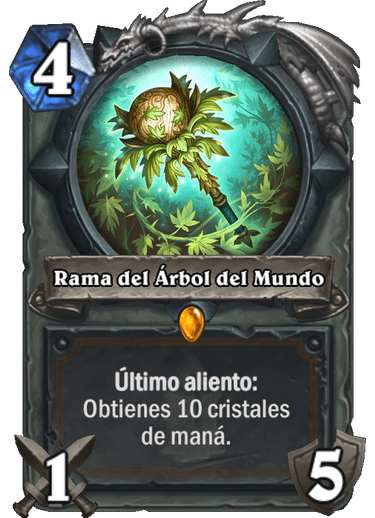 4
Rama del Árbol del Mundo
Último aliento:
Obtienes 10 cristales
de maná.
1
5